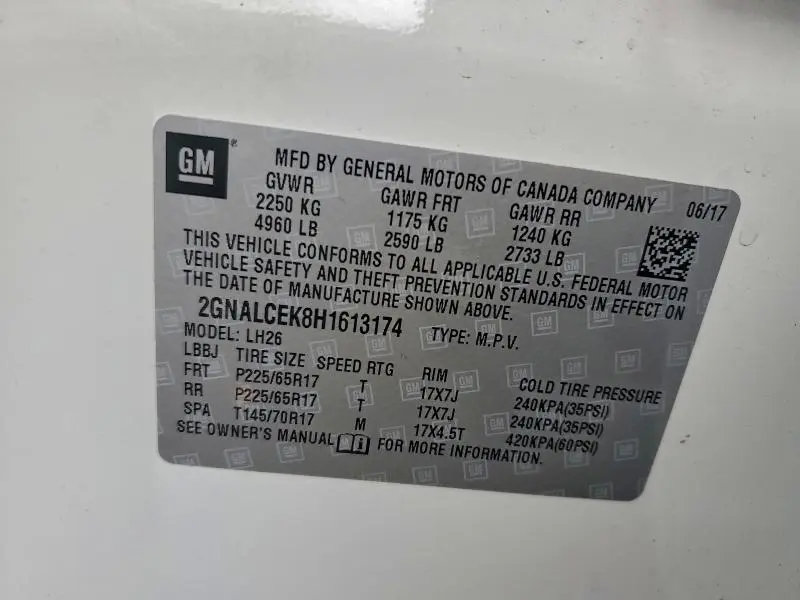 GM® MFD BY GENERAL MOTORS OF CANADA COMPANY 06/17
GVWR GAWR FRT GAWR RR
2250 KG 1175 KG 1240 KG
4960 LB 2590 LB 2733 LB
THIS VEHICLE CONFORMS TO ALL APPLICABLE U.S. FEDERAL MOTOR
VEHICLE SAFETY AND THEFT PREVENTION STANDARDS IN EFFECT ON
THE DATE OF MANUFACTURE SHOWN ABOVE.
2GNALCEK8H1613174 TYPE: M.P.V.
MODEL: LH26
LBBJ TIRE SIZE SPEED RTG RIM COLD TIRE PRESSURE
FRT P225/65R17 T 17X7J 240KPA(35PSI)
RR P225/65R17 T 17X7J 240KPA(35PSI)
SPA T145/70R17 M 17X4.5T 420KPA(60PSI)
SEE OWNER'S MANUAL i FOR MORE INFORMATION.